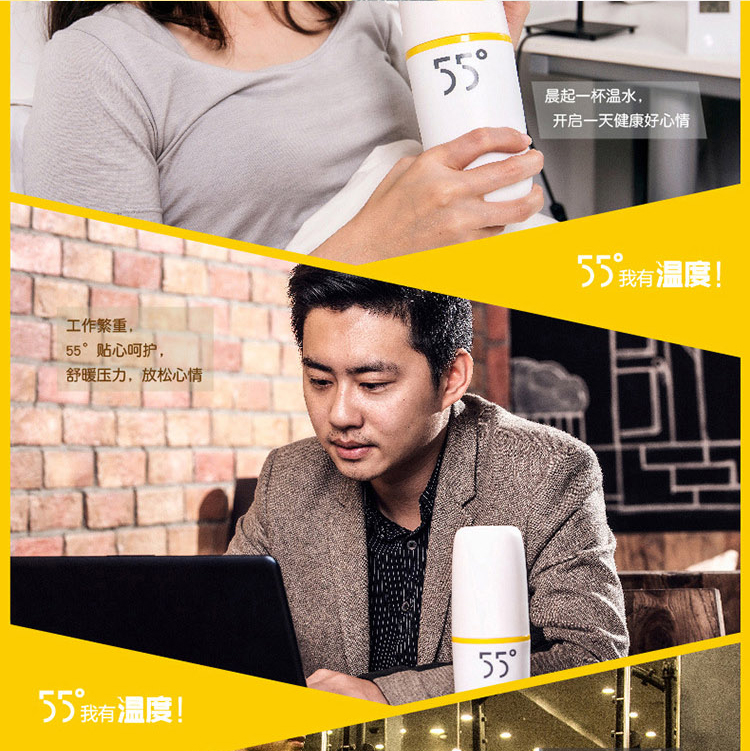 55°
晨起一杯温水，
开启一天健康好心情
55°我有温度！
工作繁重，
55°贴心呵护，
舒暖压力，放松心情
55°
55°我有温度！